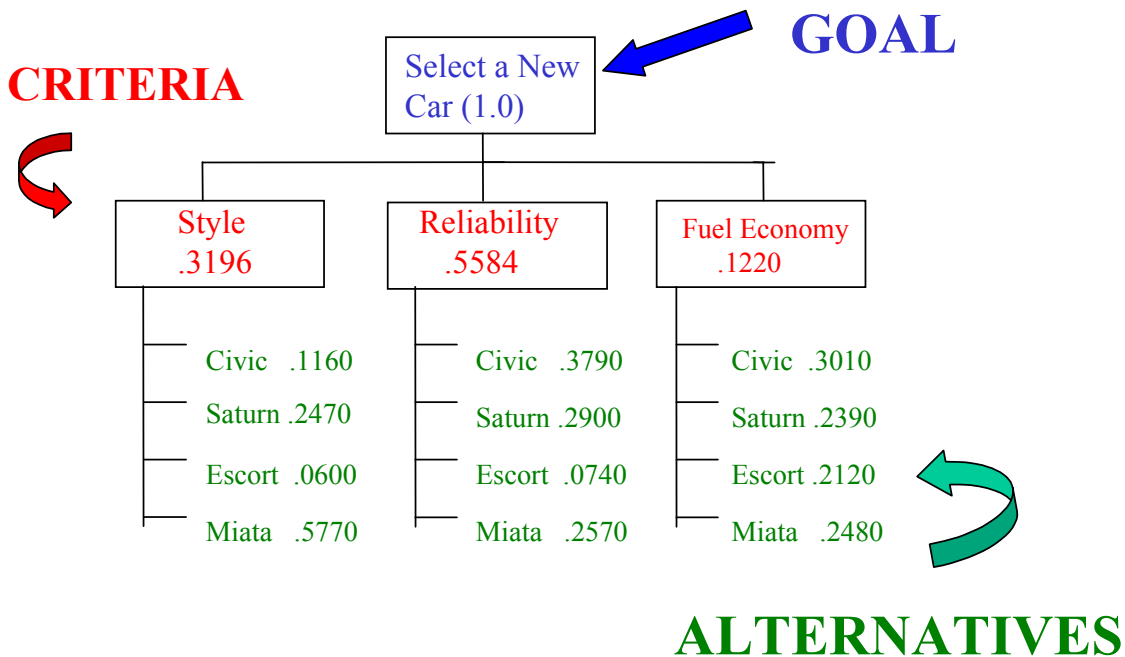 GOAL
Select a New
Car (1.0)
CRITERIA
Style
.3196
Reliability
.5584
Fuel Economy
.1220
Civic .1160
Saturn .2470
Escort .0600
Miata .5770
Civic .3790
Saturn .2900
Escort .0740
Miata .2570
Civic .3010
Saturn .2390
Escort .2120
Miata .2480
ALTERNATIVES